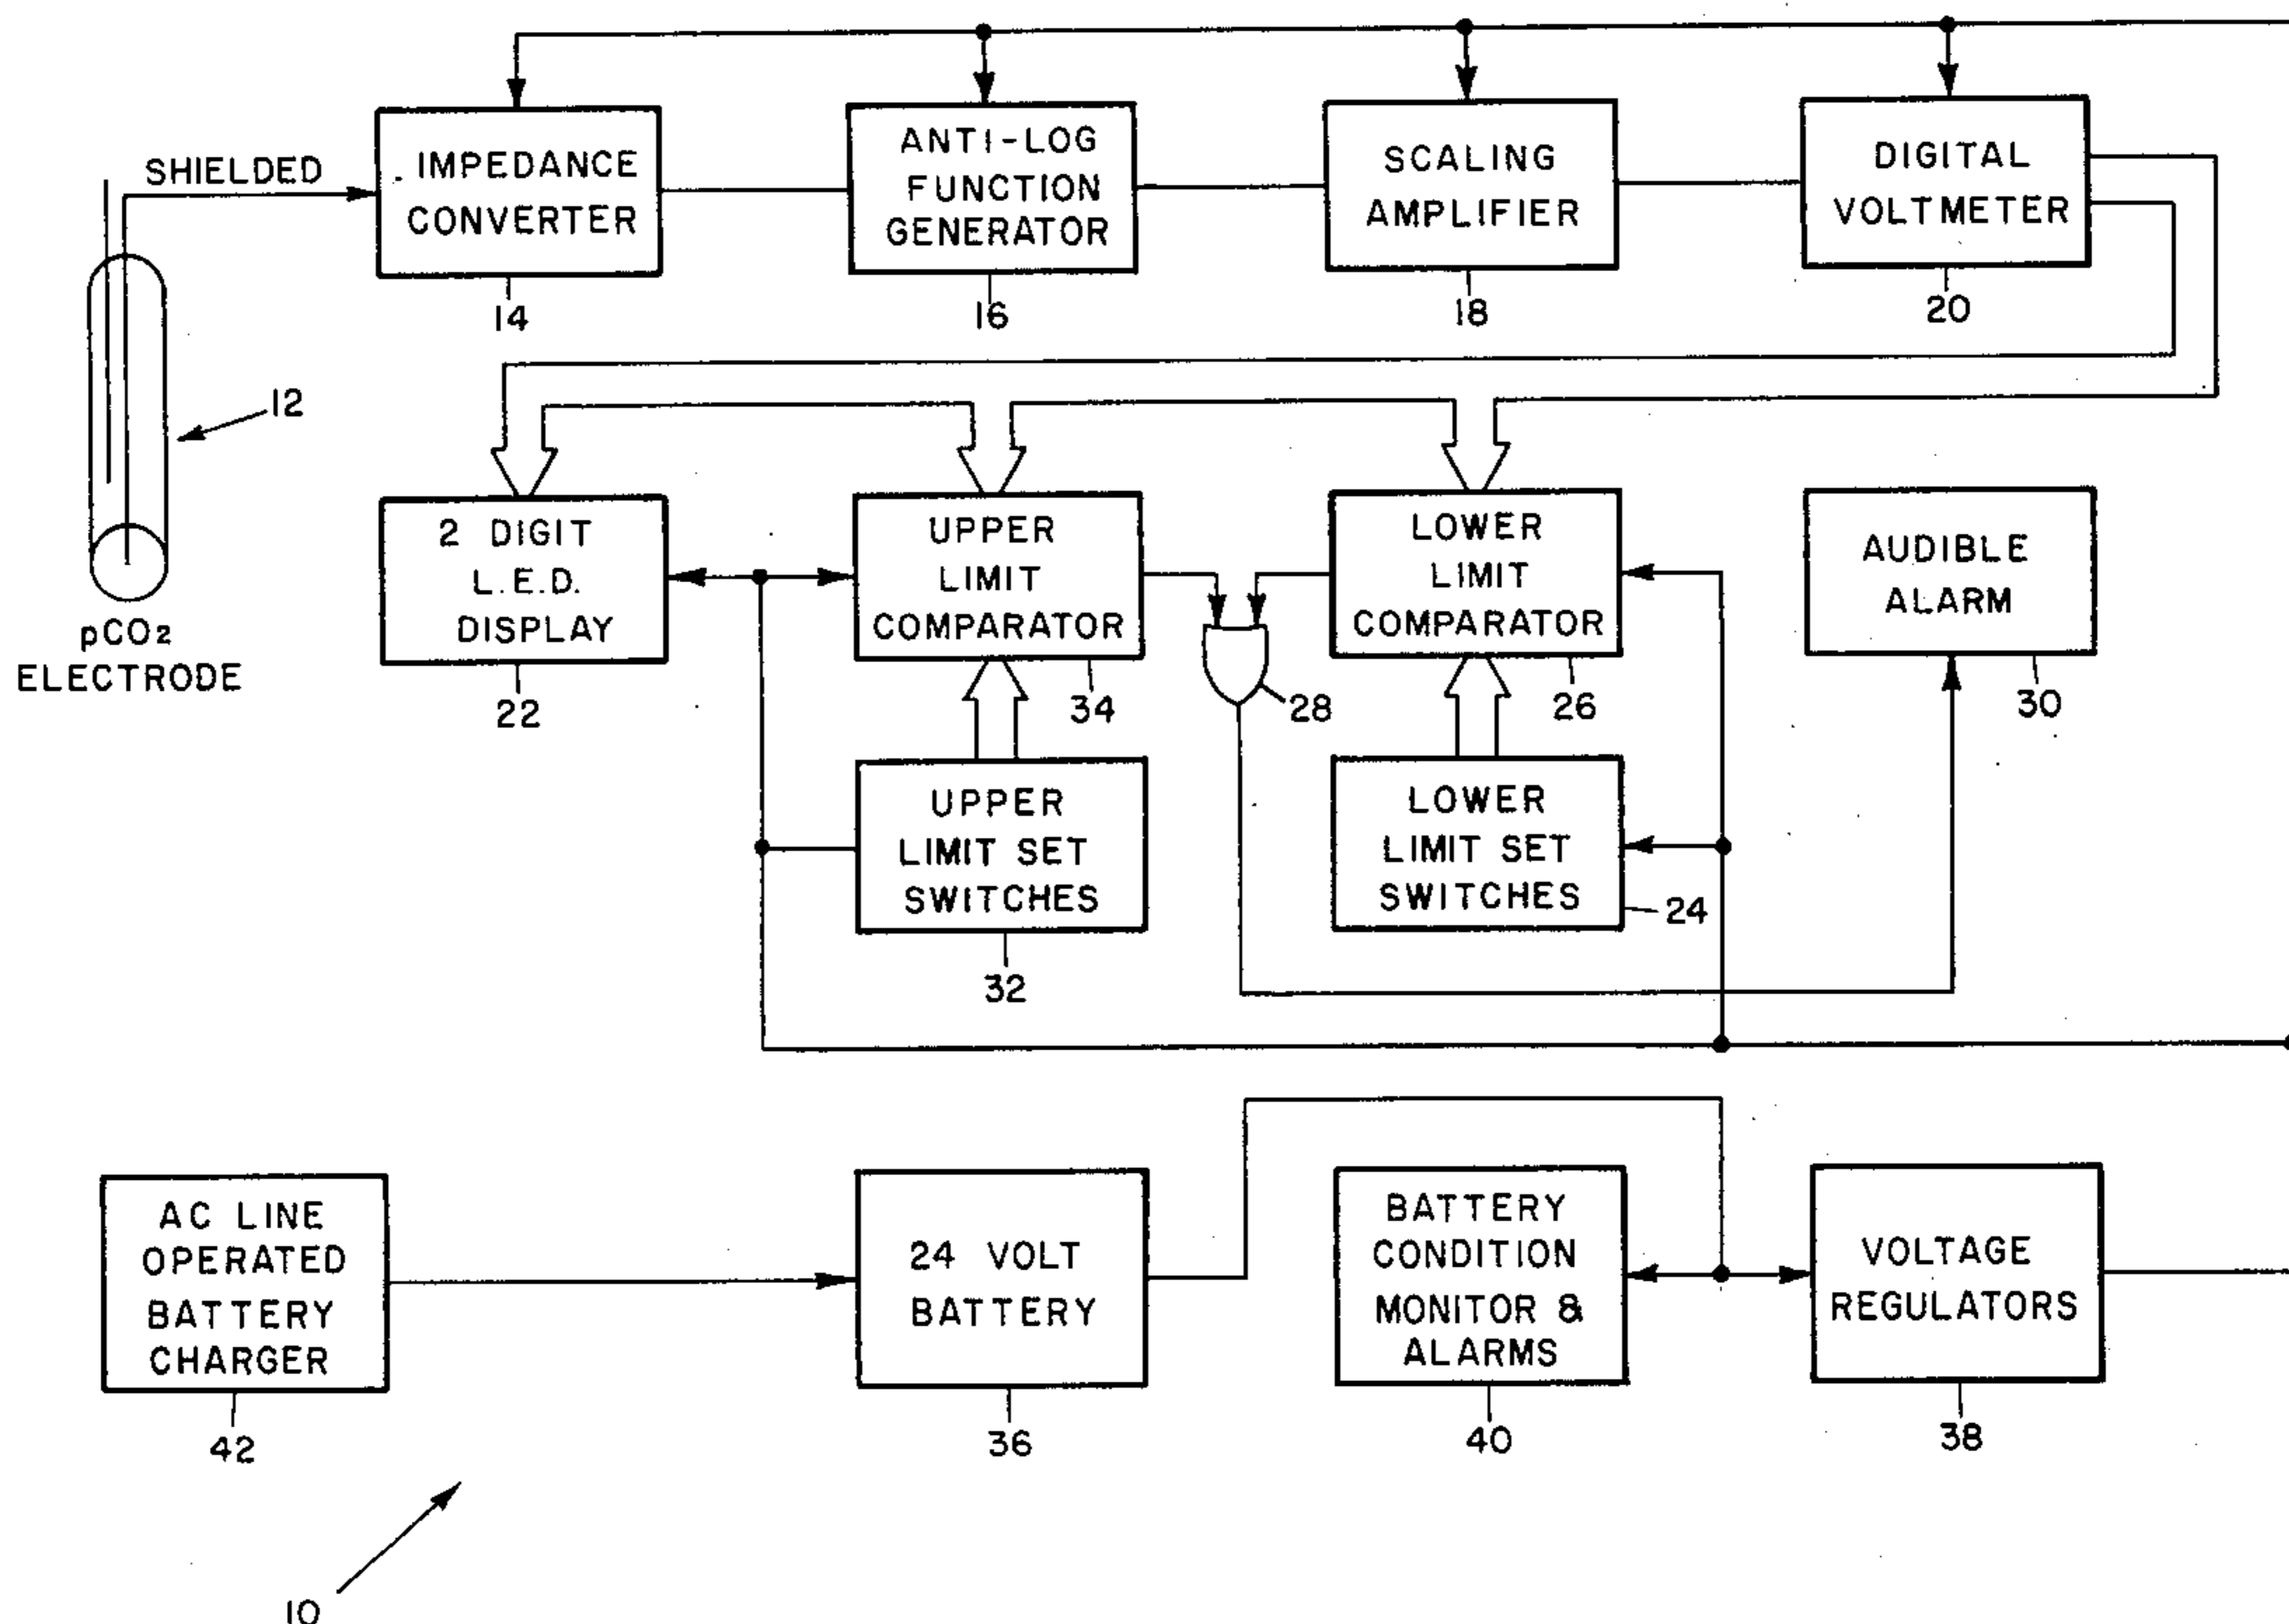 SHIELDED
IMPEDANCE
CONVERTER
14
ANTI-LOG
FUNCTION
GENERATOR
16
SCALING
AMPLIFIER
18
DIGITAL
VOLTMETER
20
12
pCO2
ELECTRODE
2 DIGIT
L.E.D.
DISPLAY
22
UPPER
LIMIT
COMPARATOR
34
28
LOWER
LIMIT
COMPARATOR
26
AUDIBLE
ALARM
30
UPPER
LIMIT SET
SWITCHES
32
LOWER
LIMIT SET
SWITCHES
24
AC LINE
OPERATED
BATTERY
CHARGER
42
24 VOLT
BATTERY
36
BATTERY
CONDITION
MONITOR &
ALARMS
40
VOLTAGE
REGULATORS
38
10